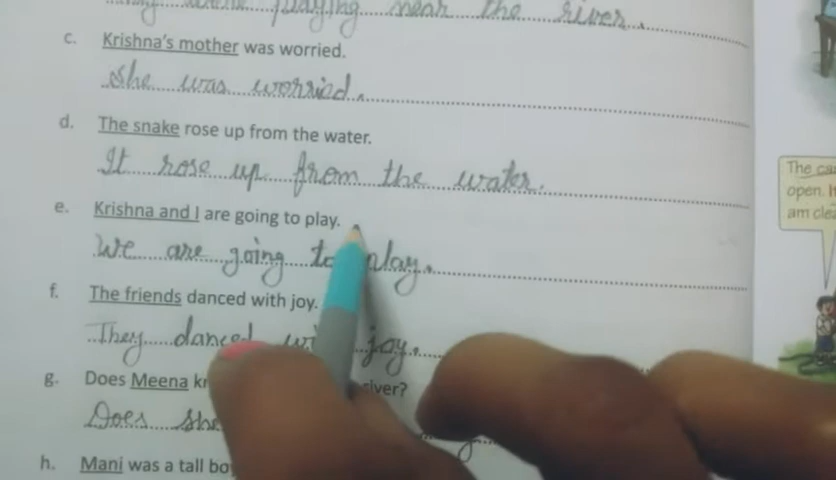 playing near the river.
c. Krishna's mother was worried.
She was worried.
d. The snake rose up from the water.
It rose up from the water.
e. Krishna and I are going to play.
We are going to play.
f. The friends danced with joy.
They danced joy.
g. Does Meena river?
Does she
h. Mani was a tall
The
open.
am